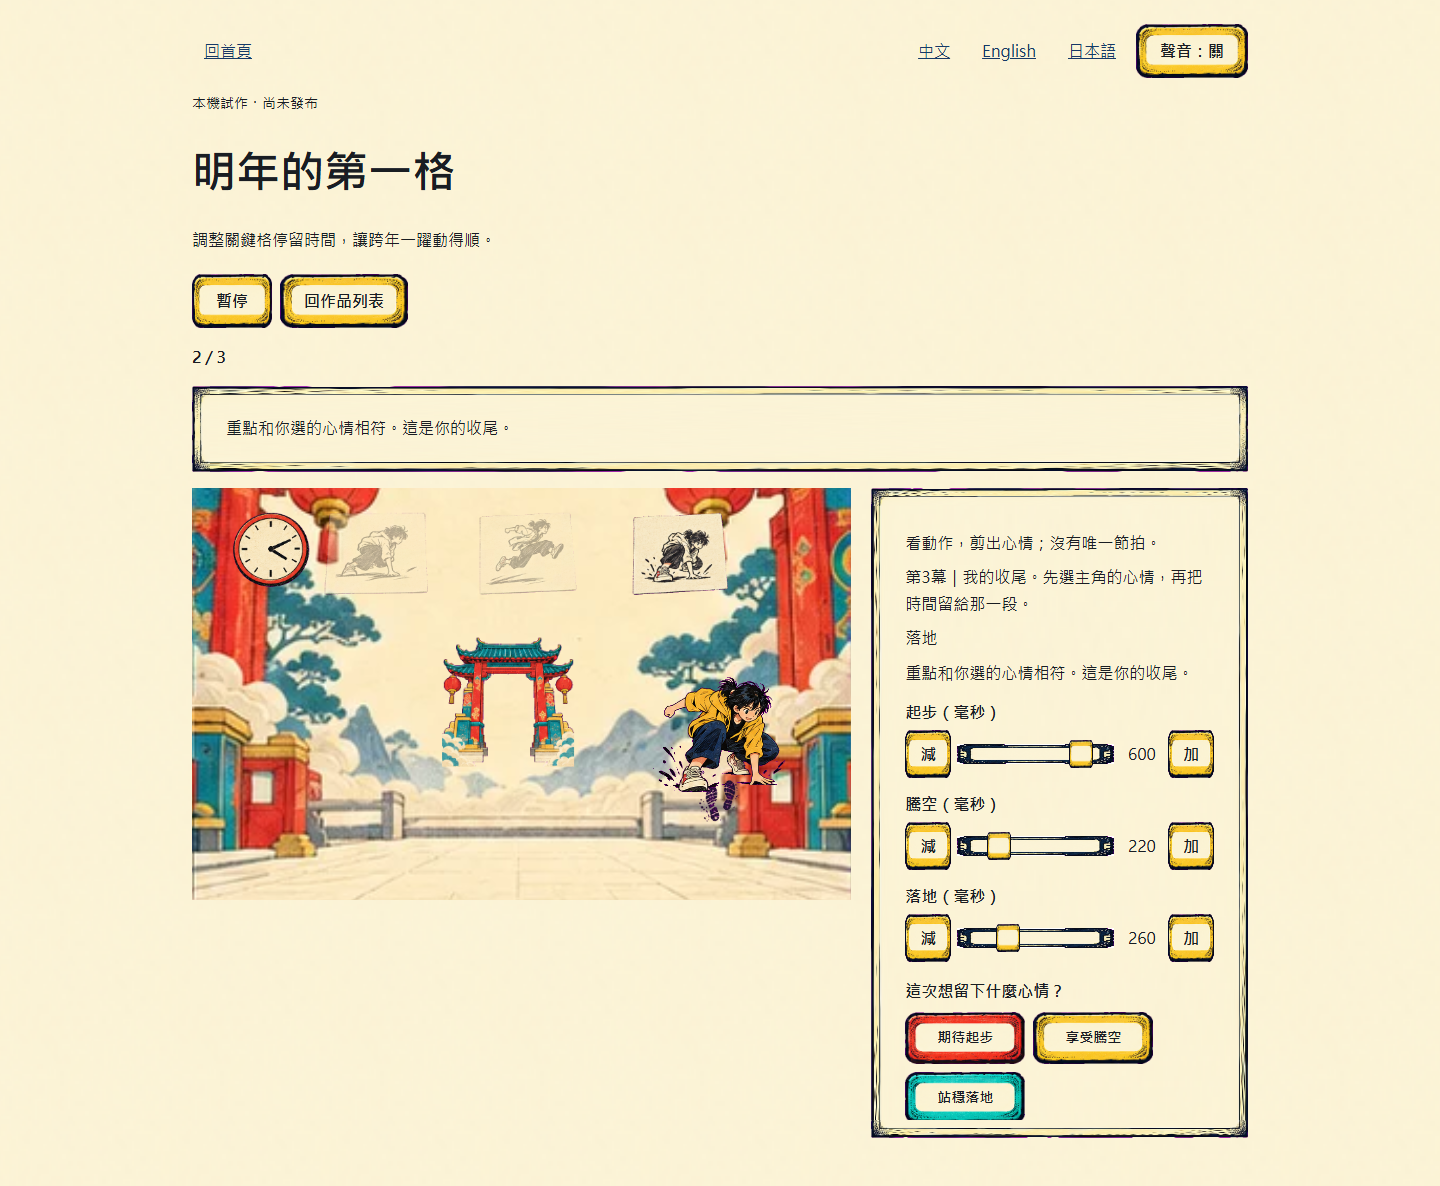 回首頁
中文
English
日本語
聲音：關
本機試作・尚未發布
明年的第一格
調整關鍵格停留時間，讓跨年一躍動得順。
暫停
回作品列表
2 / 3
重點和你選的心情相符。這是你的收尾。
看動作，剪出心情；沒有唯一節拍。
第3幕｜我的收尾。先選主角的心情，再把
時間留給那一段。
落地
重點和你選的心情相符。這是你的收尾。
起步（毫秒）
減
600
加
騰空（毫秒）
減
220
加
落地（毫秒）
減
260
加
這次想留下什麼心情？
期待起步
享受騰空
站穩落地